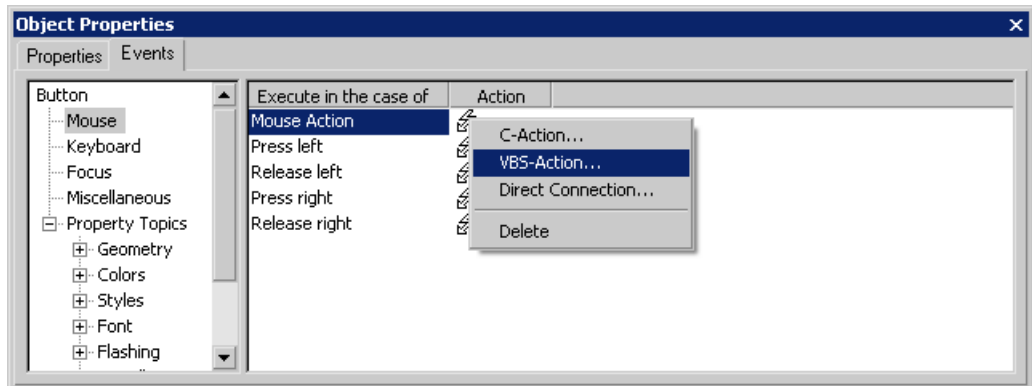 Object Properties
Properties Events
Button
Mouse
Keyboard
Focus
Miscellaneous
Property Topics
Geometry
Colors
Styles
Font
Flashing
Execute in the case of Action
Mouse Action
Press left
Release left
Press right
Release right
C-Action...
VBS-Action...
Direct Connection...
Delete